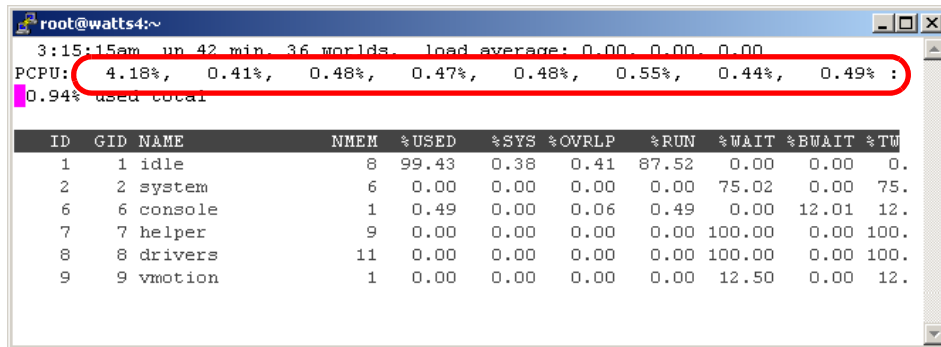 root@watts4:~
3:15:15am up 42 min, 36 worlds, load average: 0.00, 0.00, 0.00
PCPU: 4.18%, 0.41%, 0.48%, 0.47%, 0.48%, 0.55%, 0.44%, 0.49% :
0.94% used total
ID GID NAME NMEM %USED %SYS %OVRLP %RUN %WAIT %BWAIT %TW
1 1 idle 8 99.43 0.38 0.41 87.52 0.00 0.00 0.
2 2 system 6 0.00 0.00 0.00 0.00 75.02 0.00 75.
6 6 console 1 0.49 0.00 0.06 0.49 0.00 12.01 12.
7 7 helper 9 0.00 0.00 0.00 0.00 100.00 0.00 100.
8 8 drivers 11 0.00 0.00 0.00 0.00 100.00 0.00 100.
9 9 vmotion 1 0.00 0.00 0.00 0.00 12.50 0.00 12.